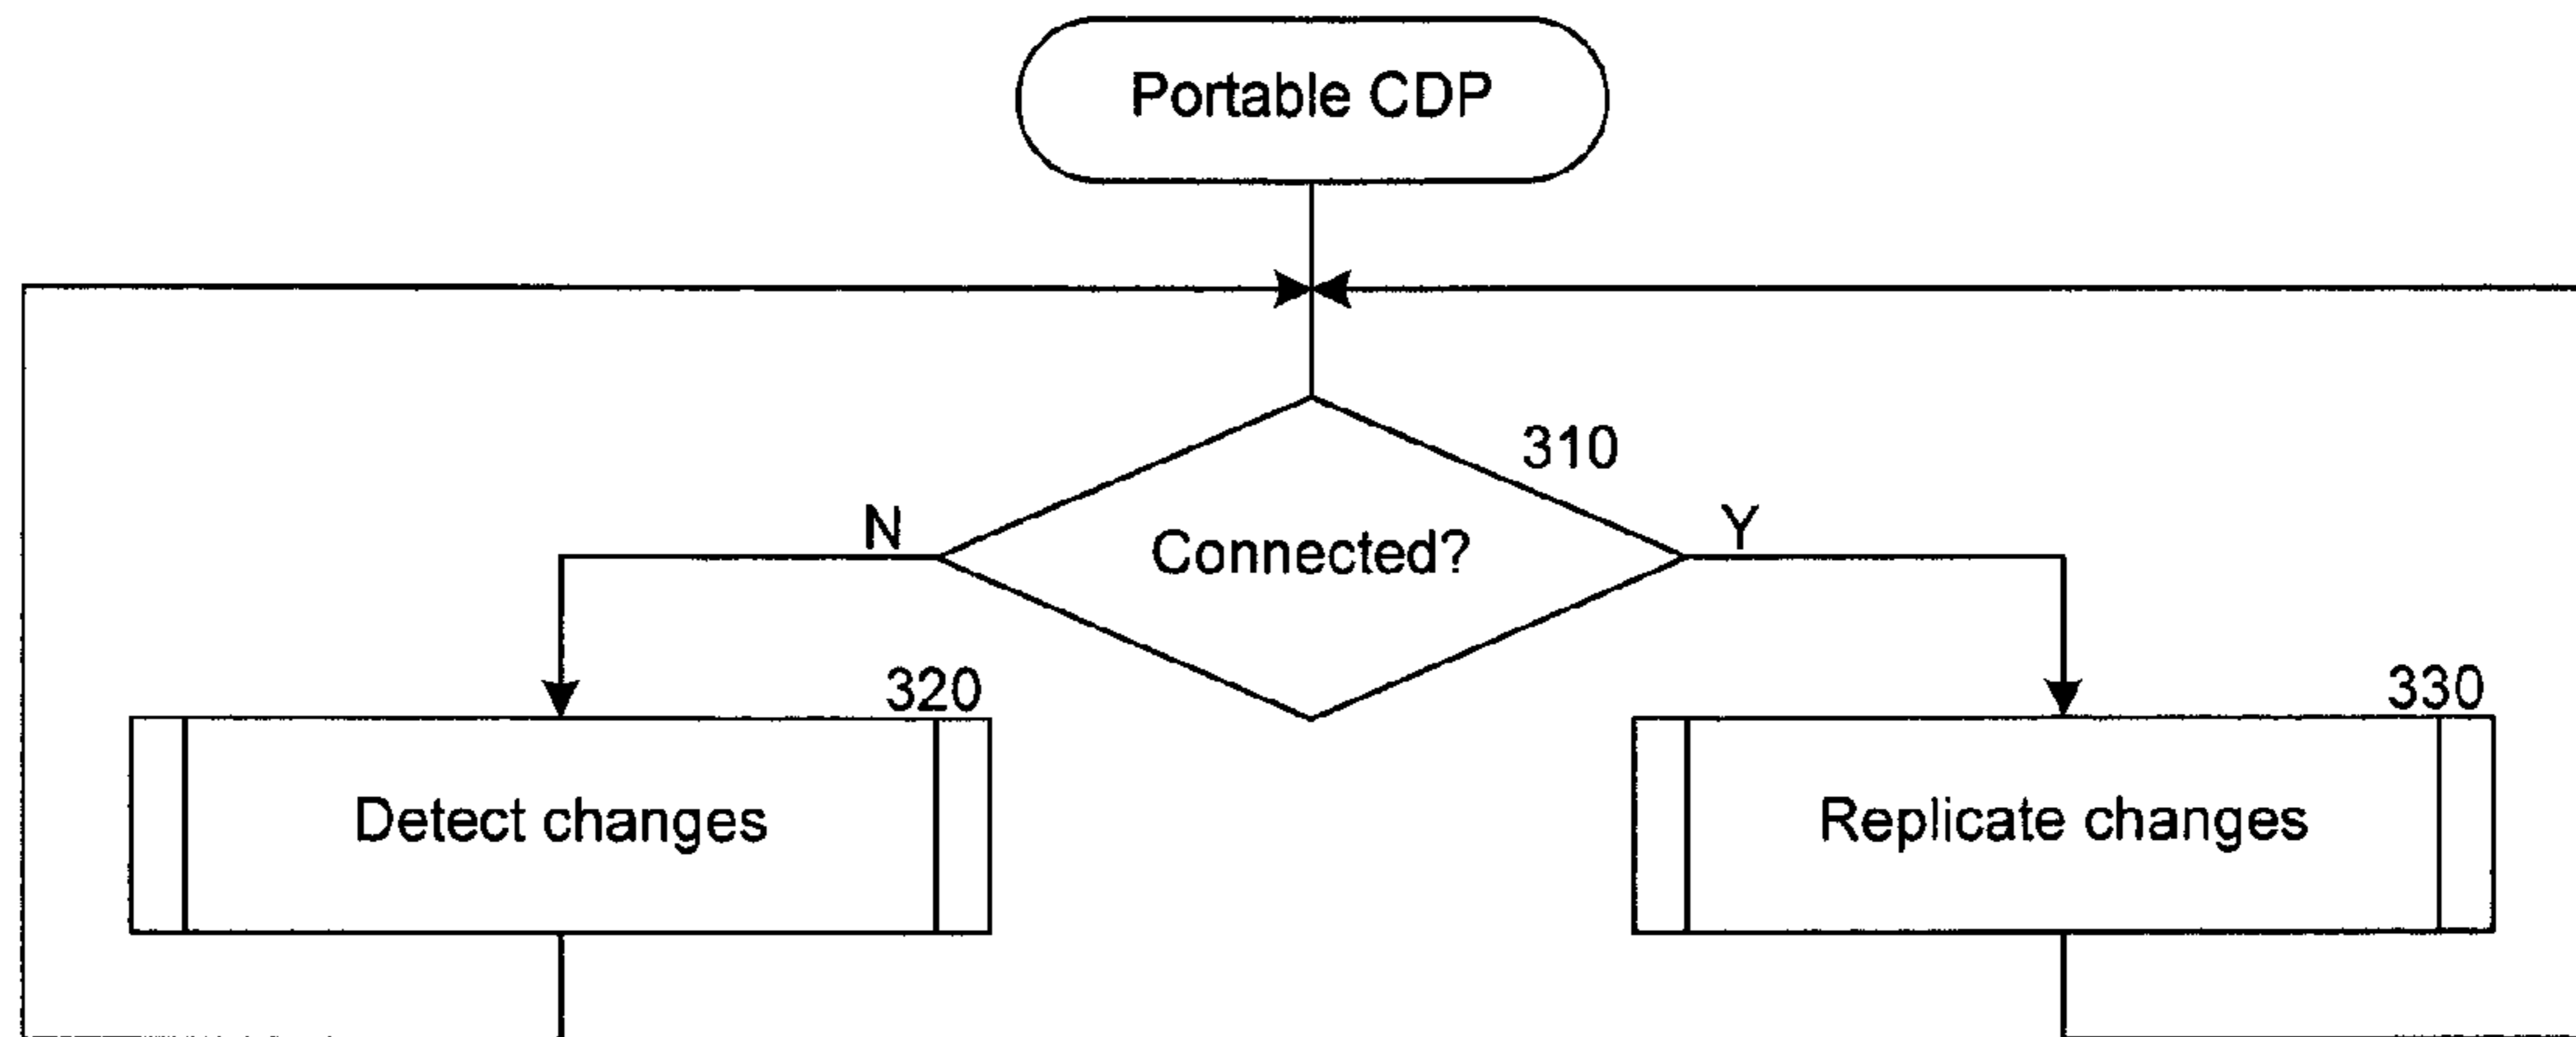 Portable CDP
310
N
Connected?
Y
320
330
Detect changes
Replicate changes